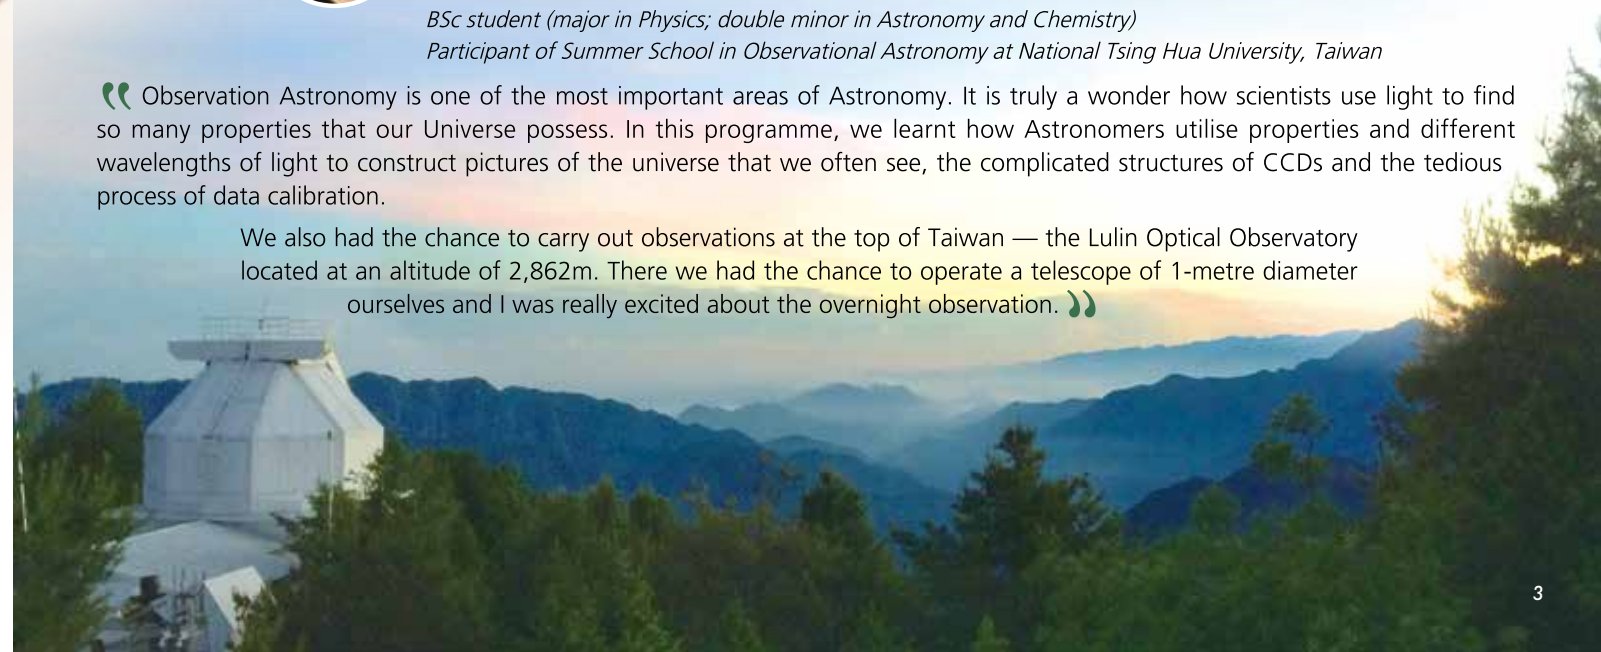 BSc student (major in Physics; double minor in Astronomy and Chemistry)
Participant of Summer School in Observational Astronomy at National Tsing Hua University, Taiwan
“ Observation Astronomy is one of the most important areas of Astronomy. It is truly a wonder how scientists use light to find
so many properties that our Universe possess. In this programme, we learnt how Astronomers utilise properties and different
wavelengths of light to construct pictures of the universe that we often see, the complicated structures of CCDs and the tedious
process of data calibration.
We also had the chance to carry out observations at the top of Taiwan — the Lulin Optical Observatory
located at an altitude of 2,862m. There we had the chance to operate a telescope of 1-metre diameter
ourselves and I was really excited about the overnight observation. ”
3